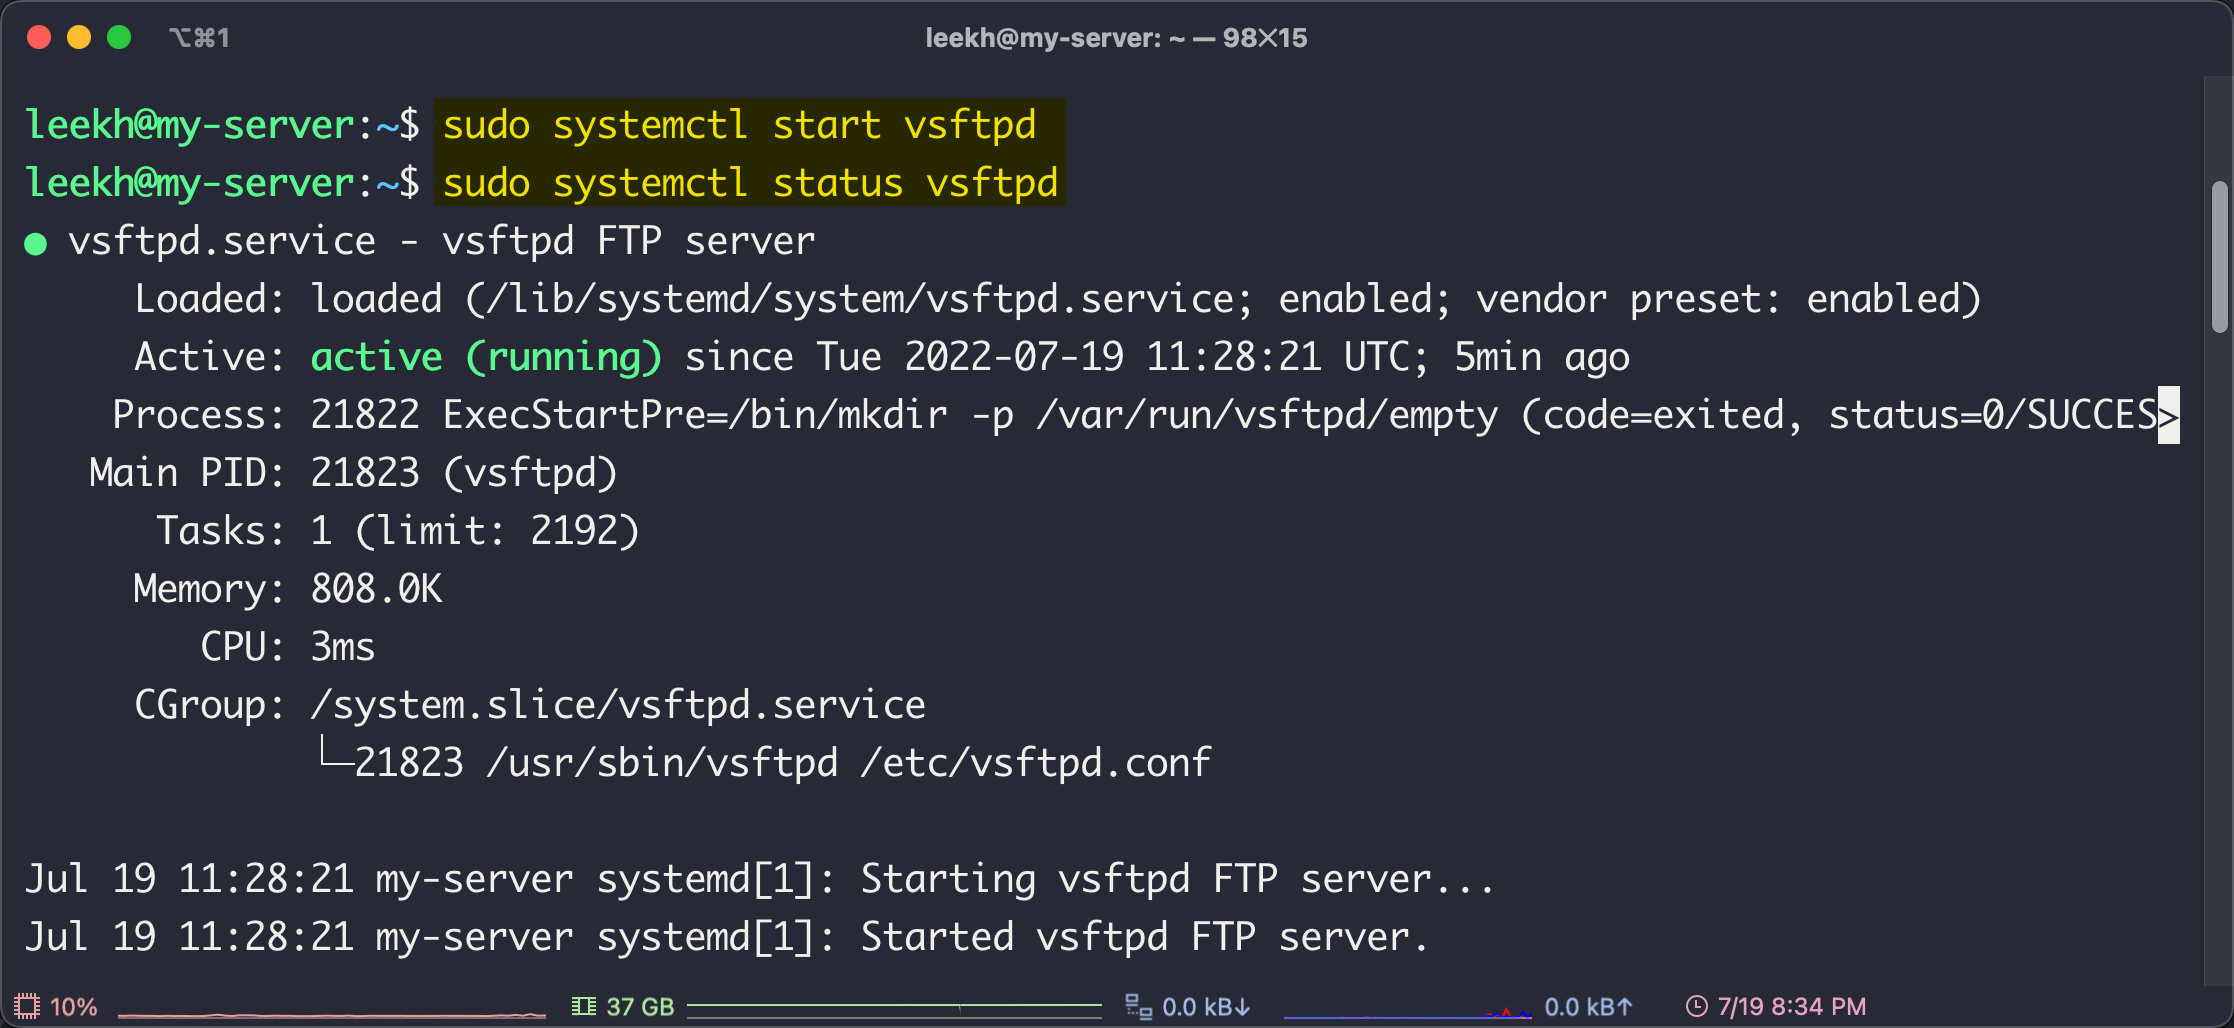 ⌥⌘1
leekh@my-server: ~ — 98✕15
leekh@my-server:~$ sudo systemctl start vsftpd
leekh@my-server:~$ sudo systemctl status vsftpd
● vsftpd.service - vsftpd FTP server
     Loaded: loaded (/lib/systemd/system/vsftpd.service; enabled; vendor preset: enabled)
     Active: active (running) since Tue 2022-07-19 11:28:21 UTC; 5min ago
    Process: 21822 ExecStartPre=/bin/mkdir -p /var/run/vsftpd/empty (code=exited, status=0/SUCCES>
   Main PID: 21823 (vsftpd)
      Tasks: 1 (limit: 2192)
     Memory: 808.0K
        CPU: 3ms
     CGroup: /system.slice/vsftpd.service
             └─21823 /usr/sbin/vsftpd /etc/vsftpd.conf
Jul 19 11:28:21 my-server systemd[1]: Starting vsftpd FTP server...
Jul 19 11:28:21 my-server systemd[1]: Started vsftpd FTP server.
10% 37 GB 0.0 kB↓ 0.0 kB↑ 7/19 8:34 PM